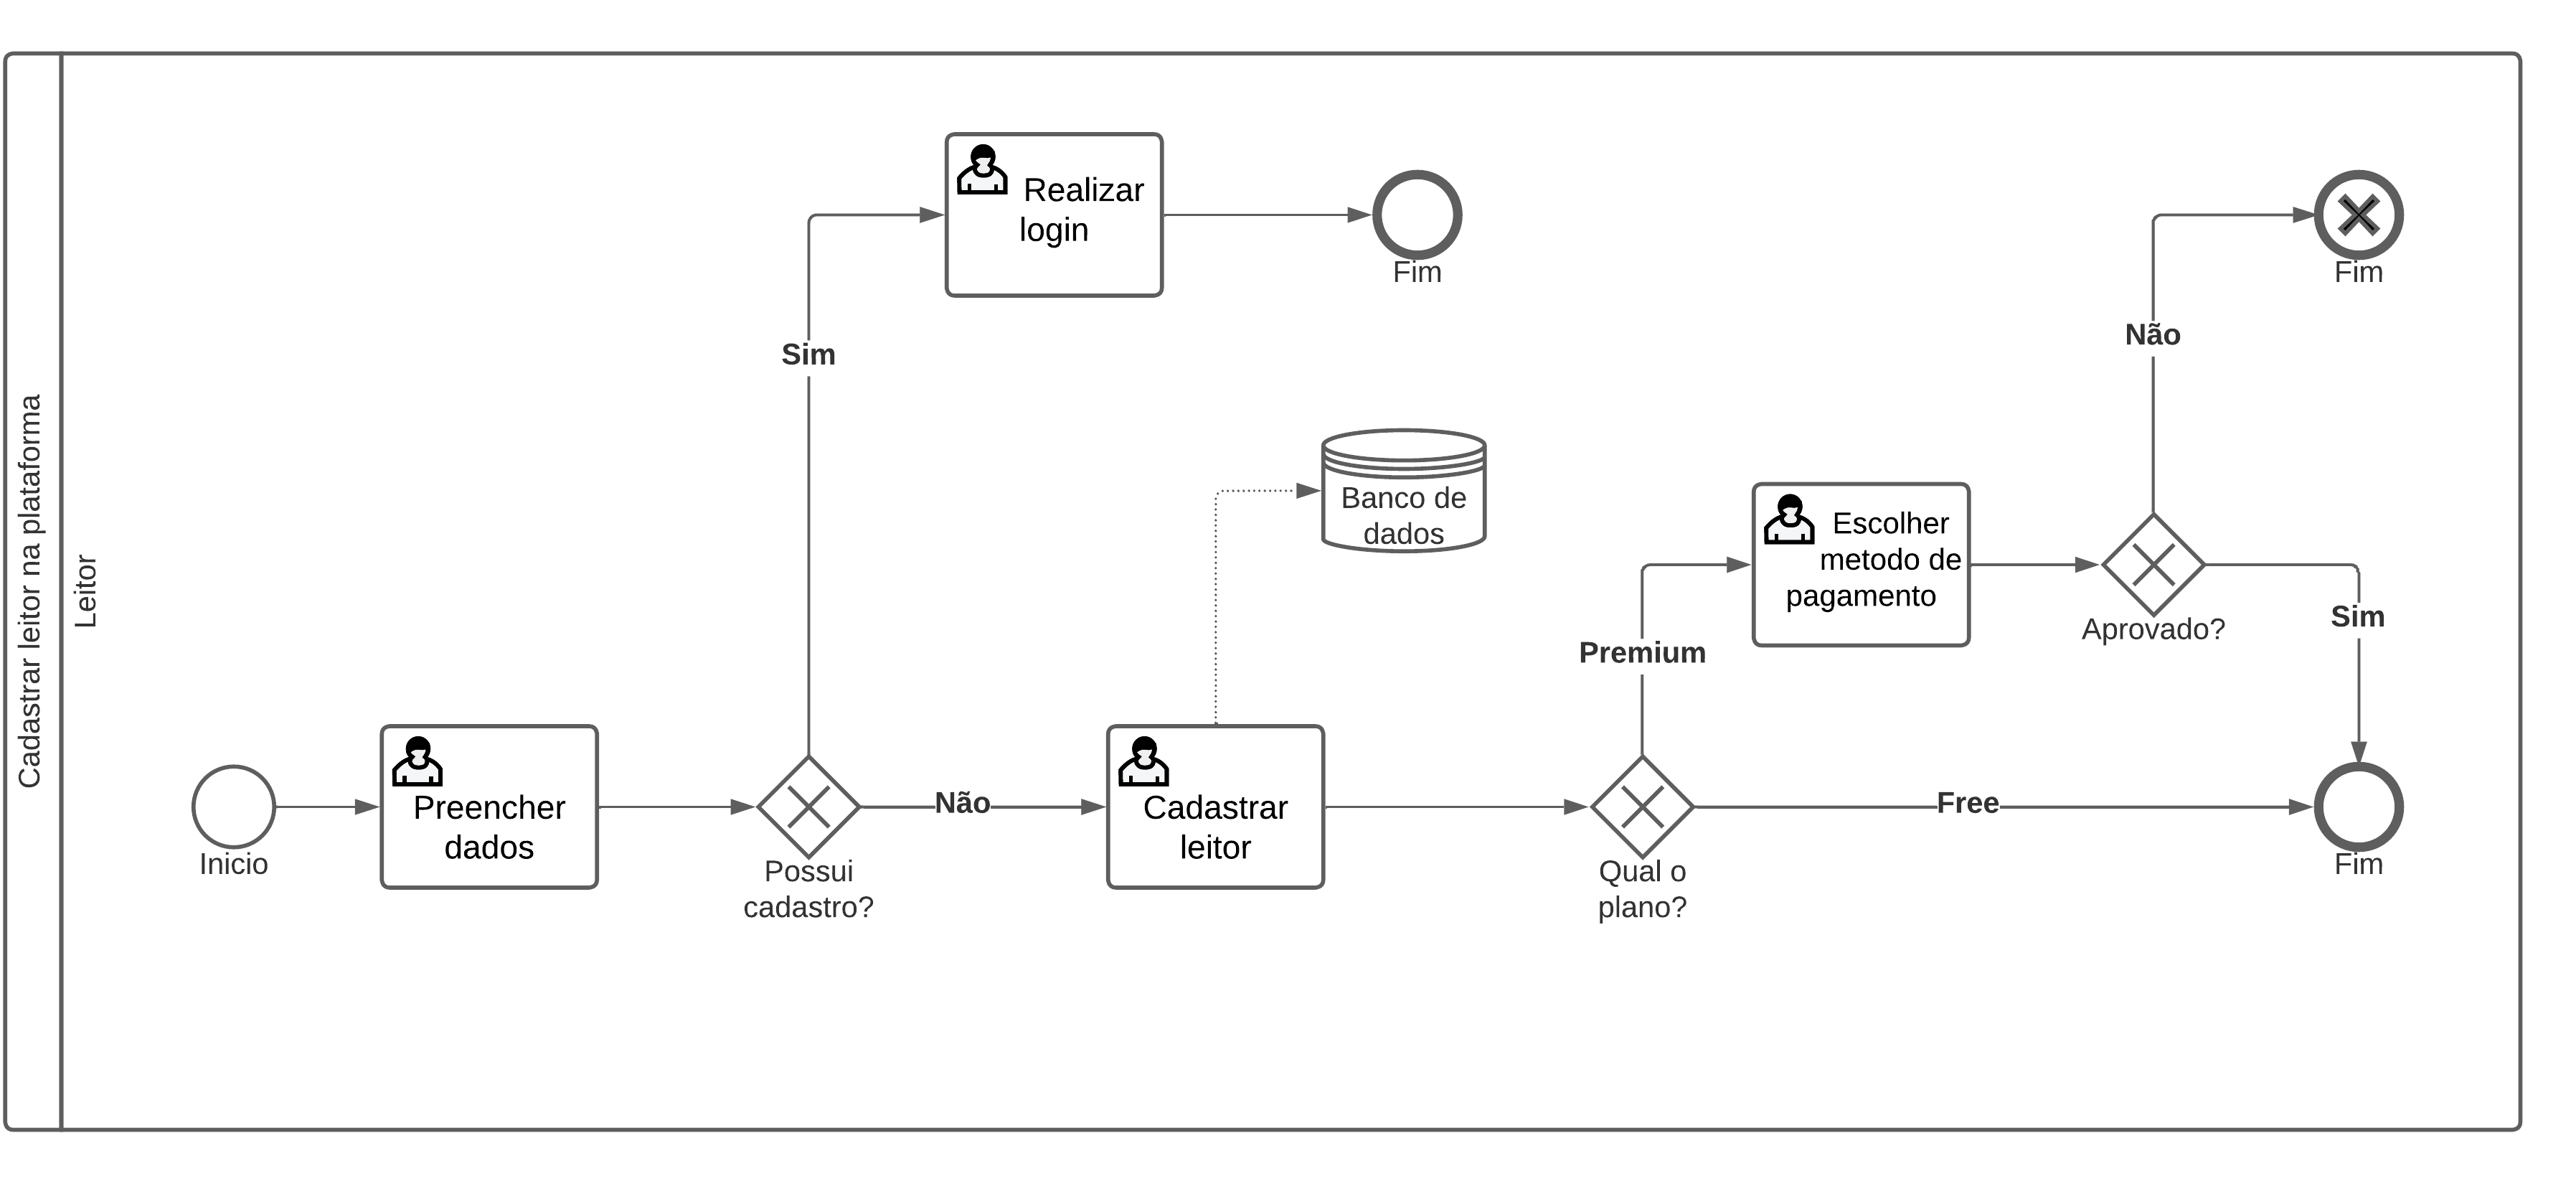 Cadastrar leitor na plataforma
Leitor
Inicio
Preencher
dados
Possui
cadastro?
Sim
Realizar
login
Fim
Não
Cadastrar
leitor
Banco de
dados
Qual o
plano?
Premium
Escolher
metodo de
pagamento
Aprovado?
Não
Fim
Sim
Free
Fim